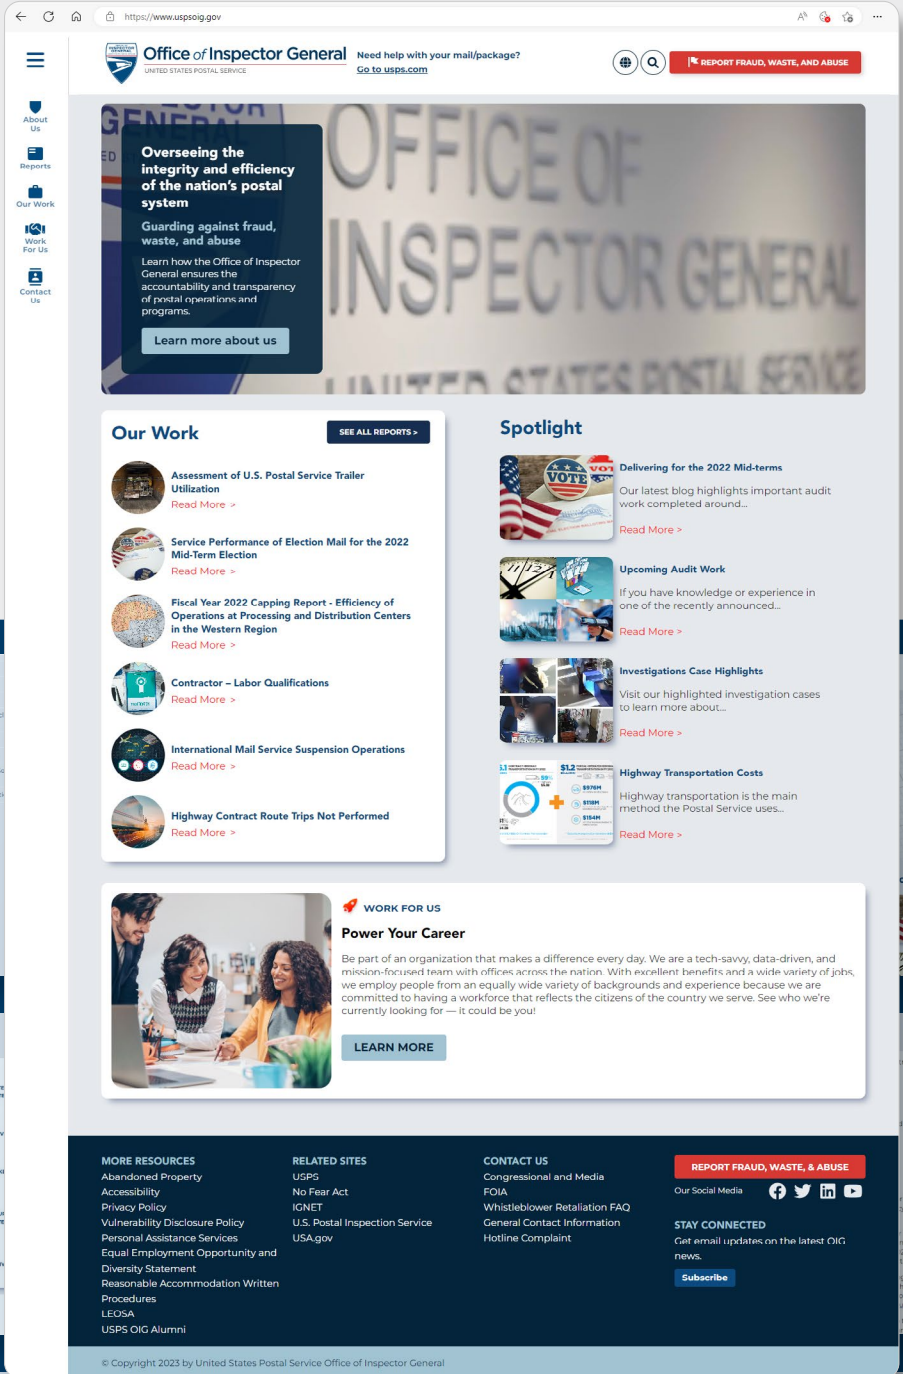 https://www.uspsoig.gov
Office of Inspector General
UNITED STATES POSTAL SERVICE
Need help with your mail/package?
Go to usps.com
REPORT FRAUD, WASTE, AND ABUSE
About
Us
Reports
Our Work
Work
For Us
Contact
Us
OFFICE OF
INSPECTOR GENERAL
UNITED STATES POSTAL SERVICE
GENERAL
Overseeing the
integrity and efficiency
of the nation's postal
system
Guarding against fraud,
waste, and abuse
Learn how the Office of Inspector
General ensures the
accountability and transparency
of postal operations and
programs.
Learn more about us
Our Work
SEE ALL REPORTS >
Assessment of U.S. Postal Service Trailer
Utilization
Read More >
Service Performance of Election Mail for the 2022
Mid-Term Election
Read More >
Fiscal Year 2022 Capping Report - Efficiency of
Operations at Processing and Distribution Centers
in the Western Region
Read More >
Contractor – Labor Qualifications
Read More >
International Mail Service Suspension Operations
Read More >
Highway Contract Route Trips Not Performed
Read More >
Spotlight
VOTE
Delivering for the 2022 Mid-terms
Our latest blog highlights important audit
work completed around...
Read More >
Upcoming Audit Work
If you have knowledge or experience in
one of the recently announced...
Read More >
Investigations Case Highlights
Visit our highlighted investigation cases
to learn more about...
Read More >
$1.2
59%
$976M
$118M
$154M
Highway Transportation Costs
Highway transportation is the main
method the Postal Service uses...
Read More >
WORK FOR US
Power Your Career
Be part of an organization that makes a difference every day. We are a tech-savvy, data-driven, and
mission-focused team with offices across the nation. With excellent benefits and a wide variety of jobs,
we employ people from an equally wide variety of backgrounds and experience because we are
committed to having a workforce that reflects the citizens of the country we serve. See who we're
currently looking for — it could be you!
LEARN MORE
MORE RESOURCES
Abandoned Property
Accessibility
Privacy Policy
Vulnerability Disclosure Policy
Personal Assistance Services
Equal Employment Opportunity and
Diversity Statement
Reasonable Accommodation Written
Procedures
LEOSA
USPS OIG Alumni
RELATED SITES
USPS
No Fear Act
IGNET
U.S. Postal Inspection Service
USA.gov
CONTACT US
Congressional and Media
FOIA
Whistleblower Retaliation FAQ
General Contact Information
Hotline Complaint
REPORT FRAUD, WASTE, & ABUSE
Our Social Media
STAY CONNECTED
Get email updates on the latest OIG
news.
Subscribe
© Copyright 2023 by United States Postal Service Office of Inspector General